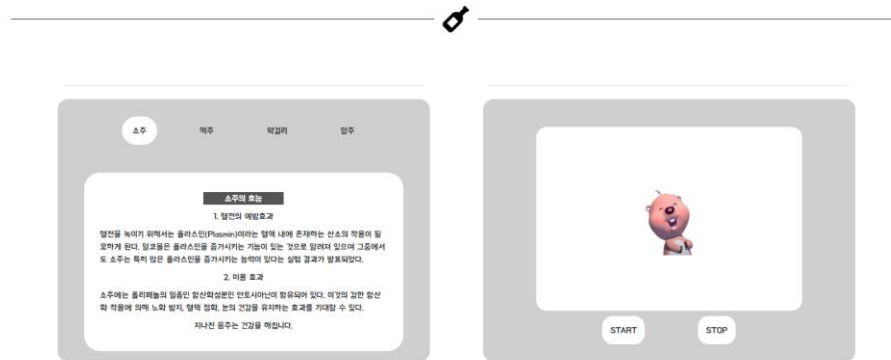 소주
맥주
막걸리
양주
소주의 효능
1. 혈전의 예방효과
혈전을 녹이기 위해서는 플라스민(Plasmin)이라는 혈액 내에 존재하는 산소의 작용이 필
요하게 된다. 알코올은 플라스민을 증가시키는 기능이 있는 것으로 알려져 있으며 그중에서
도 소주는 특히 많은 플라스민을 증가시키는 능력이 있다는 실험 결과가 발표되었다.
2. 미용 효과
소주에는 폴리페놀의 일종인 항산화성분인 안토시아닌이 함유되어 있다. 이것의 강한 항산
화 작용에 의해 노화 방지, 혈액 정화, 눈의 건강을 유지하는 효과를 기대할 수 있다.
지나친 음주는 건강을 해칩니다.
START
STOP